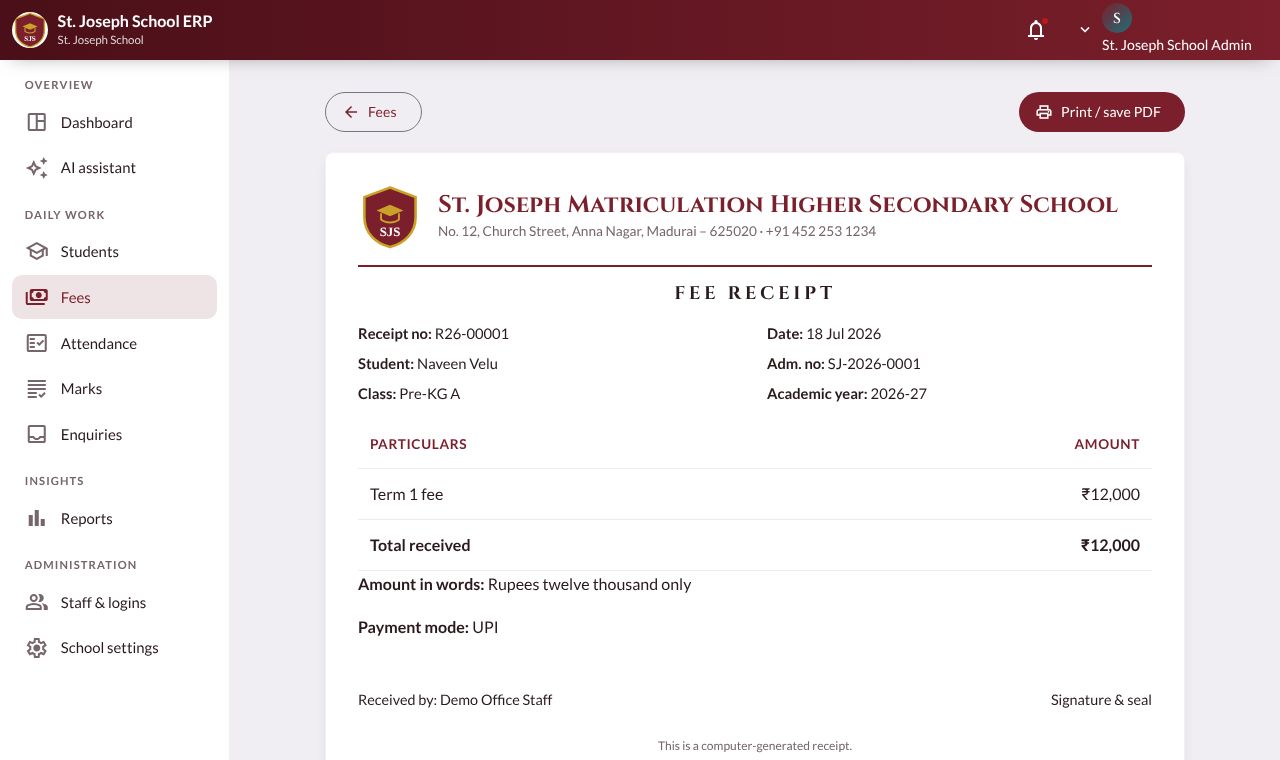 SJS
St. Joseph School ERP
St. Joseph School
S
St. Joseph School Admin
OVERVIEW
Dashboard
AI assistant
DAILY WORK
Students
Fees
Attendance
Marks
Enquiries
INSIGHTS
Reports
ADMINISTRATION
Staff & logins
School settings
Fees
Print / save PDF
SJS
St. Joseph Matriculation Higher Secondary School
No. 12, Church Street, Anna Nagar, Madurai – 625020 · +91 452 253 1234
FEE RECEIPT
Receipt no: R26-00001 Date: 18 Jul 2026
Student: Naveen Velu Adm. no: SJ-2026-0001
Class: Pre-KG A Academic year: 2026-27
PARTICULARS AMOUNT
Term 1 fee ₹12,000
Total received ₹12,000
Amount in words: Rupees twelve thousand only
Payment mode: UPI
Received by: Demo Office Staff Signature & seal
This is a computer-generated receipt.